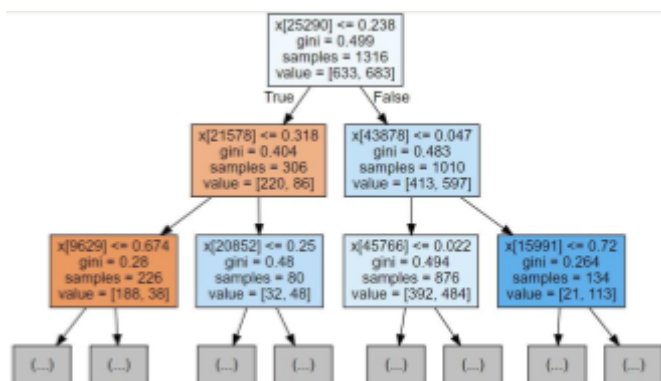 x[25290] <= 0.238
gini = 0.499
samples = 1316
value = [633, 683]
True
False
x[21578] <= 0.318
gini = 0.404
samples = 306
value = [220, 86]
x[43878] <= 0.047
gini = 0.483
samples = 1010
value = [413, 597]
x[9629] <= 0.674
gini = 0.28
samples = 226
value = [188, 38]
x[20852] <= 0.25
gini = 0.48
samples = 80
value = [32, 48]
x[45766] <= 0.022
gini = 0.494
samples = 876
value = [392, 484]
x[15991] <= 0.72
gini = 0.264
samples = 134
value = [21, 113]
(...)
(...)
(...)
(...)
(...)
(...)
(...)
(...)